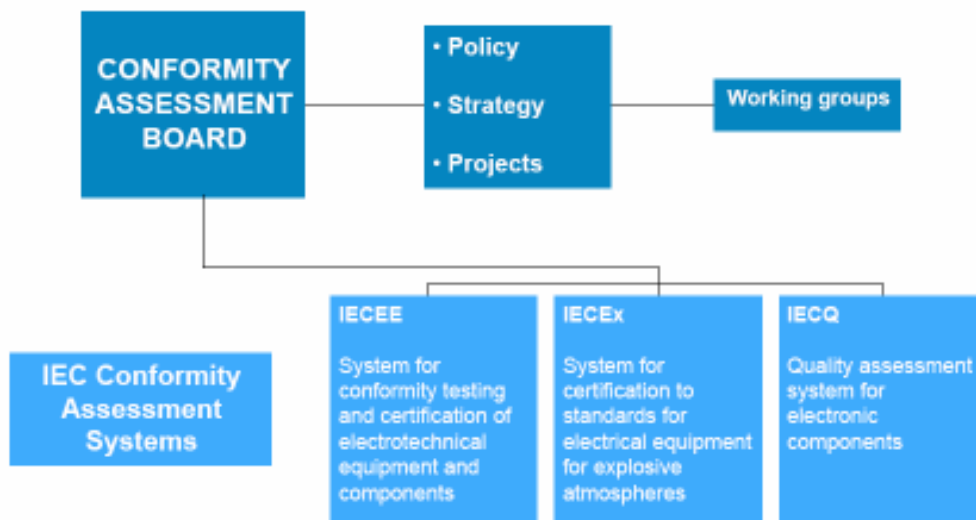 CONFORMITY
ASSESSMENT
BOARD
• Policy
• Strategy
• Projects
Working groups
IEC Conformity
Assessment
Systems
IECEE
System for
conformity testing
and certification of
electrotechnical
equipment and
components
IECEx
System for
certification to
standards for
electrical equipment
for explosive
atmospheres
IECQ
Quality assessment
system for
electronic
components